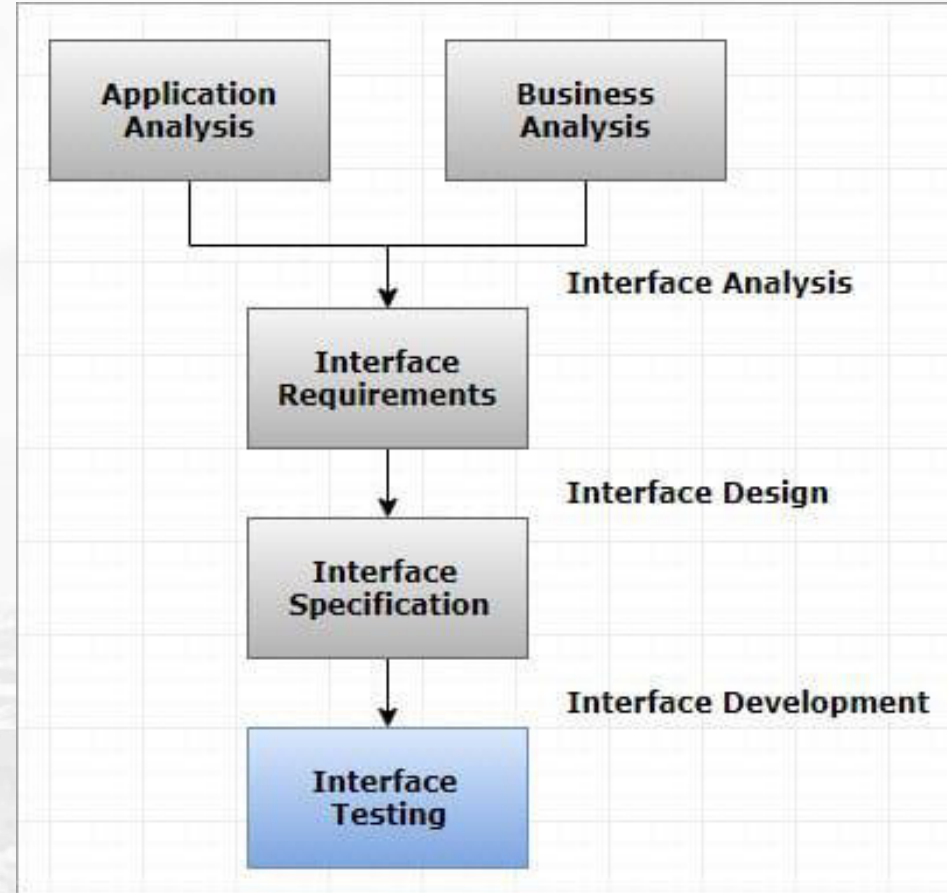 Application
Analysis
Business
Analysis
Interface Analysis
Interface
Requirements
Interface Design
Interface
Specification
Interface Development
Interface
Testing